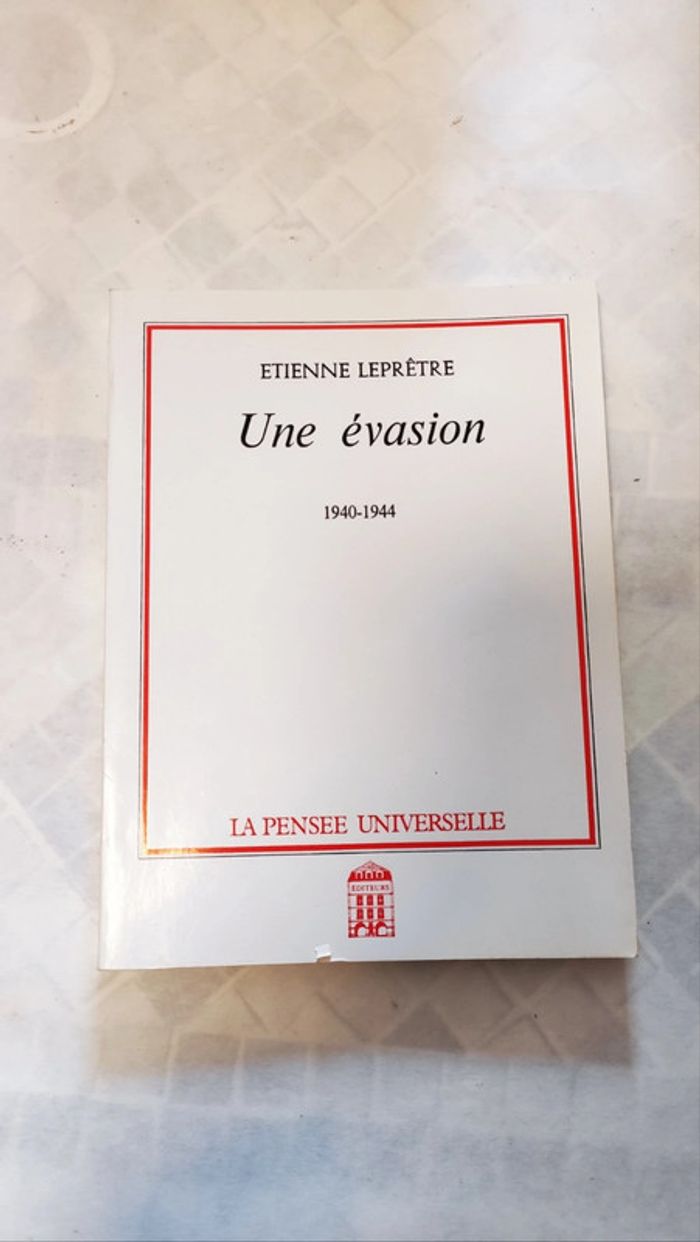 ETIENNE LEPRÊTRE
Une évasion
1940-1944
LA PENSEE UNIVERSELLE
EDITEURS